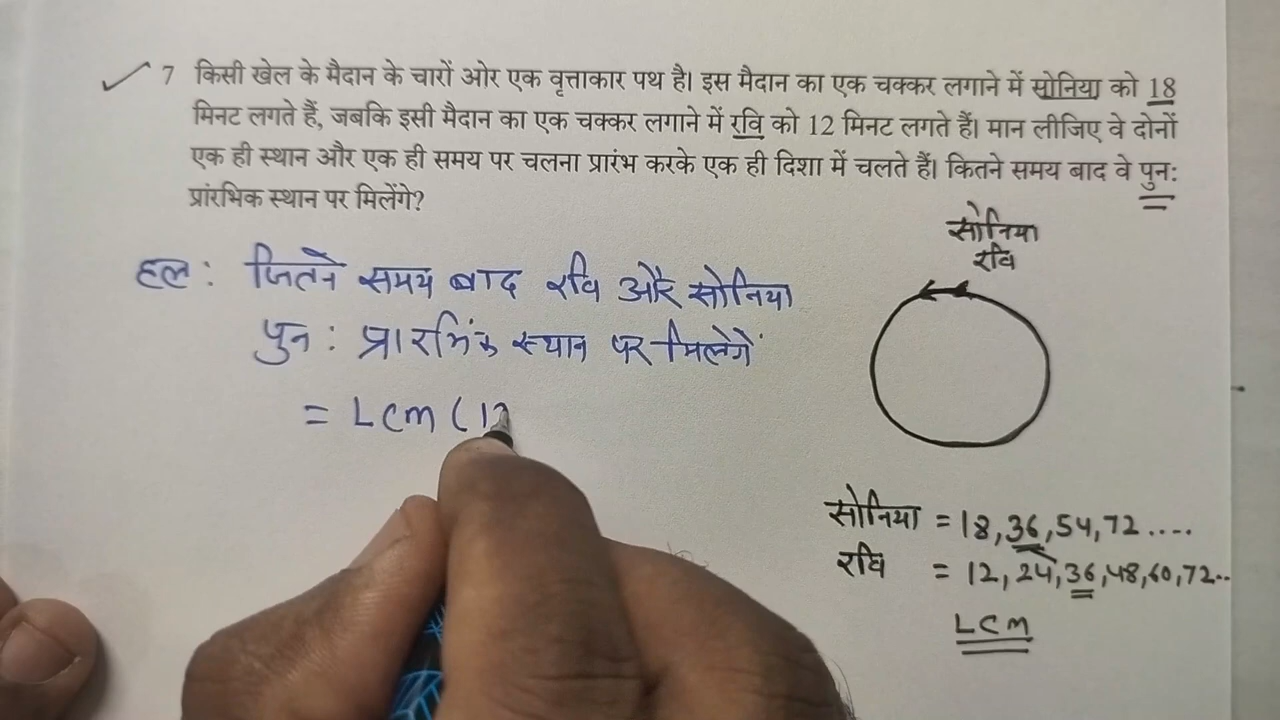 7 किसी खेल के मैदान के चारों ओर एक वृत्ताकार पथ है। इस मैदान का एक चक्कर लगाने में सोनिया को 18
मिनट लगते हैं, जबकि इसी मैदान का एक चक्कर लगाने में रवि को 12 मिनट लगते हैं। मान लीजिए वे दोनों
एक ही स्थान और एक ही समय पर चलना प्रारंभ करके एक ही दिशा में चलते हैं। कितने समय बाद वे पुन:
प्रांरभिक स्थान पर मिलेंगे?
सोनिया
रवि
हल : जितने समय बाद रवि और सोनिया
पुन : प्रारभिंक स्थान पर मिलेगें
= LCM (12
सोनिया = 18, 36, 54, 72 ....
रवि = 12, 24, 36, 48, 60, 72..
LCM